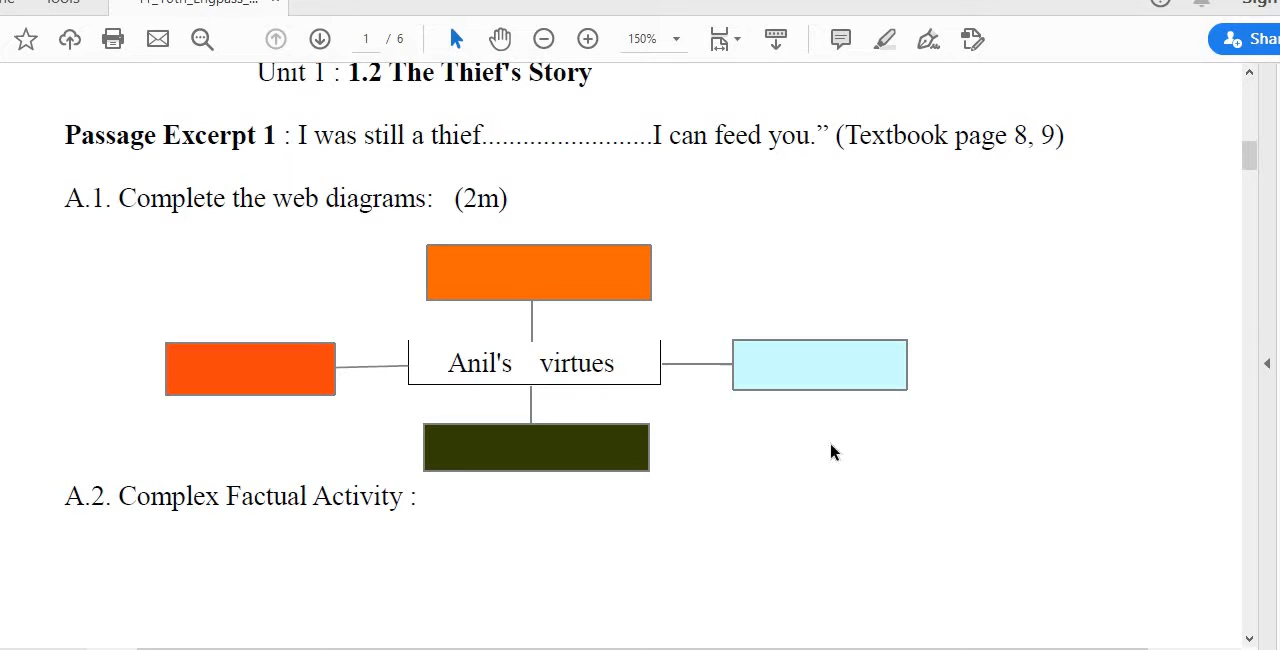 1 / 6
150%
Unit 1 : 1.2 The Thief's Story
Passage Excerpt 1 : I was still a thief........................I can feed you.” (Textbook page 8, 9)
A.1. Complete the web diagrams: (2m)
Anil's virtues
A.2. Complex Factual Activity :